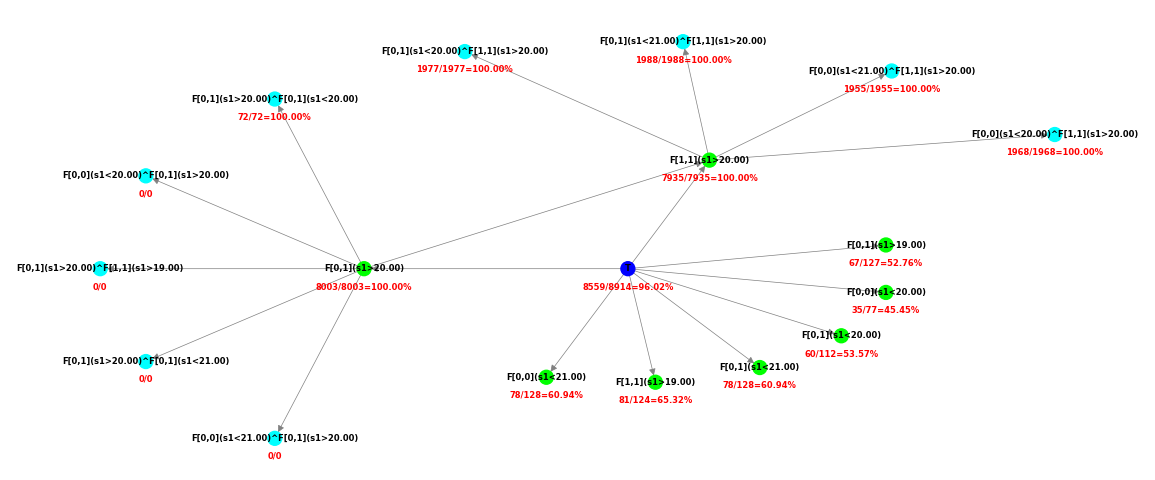 F[0,1](s1<21.00)^F[1,1](s1>20.00)
1988/1988=100.00%
F[0,1](s1<20.00)^F[1,1](s1>20.00)
1977/1977=100.00%
F[0,0](s1<21.00)^F[1,1](s1>20.00)
1955/1955=100.00%
F[0,1](s1>20.00)^F[0,1](s1<20.00)
72/72=100.00%
F[0,0](s1<20.00)^F[1,1](s1>20.00)
1968/1968=100.00%
F[1,1](s1>20.00)
7935/7935=100.00%
F[0,0](s1<20.00)^F[0,1](s1>20.00)
0/0
F[0,1](s1>19.00)
67/127=52.76%
F[0,1](s1>20.00)^F[1,1](s1>19.00)
0/0
F[0,1](s1>20.00)
8003/8003=100.00%
8559/8914=96.02%
F[0,0](s1<20.00)
35/77=45.45%
F[0,1](s1<20.00)
60/112=53.57%
F[0,1](s1>20.00)^F[0,1](s1<21.00)
0/0
F[0,1](s1<21.00)
78/128=60.94%
F[0,0](s1<21.00)
78/128=60.94%
F[1,1](s1>19.00)
81/124=65.32%
F[0,0](s1<21.00)^F[0,1](s1>20.00)
0/0